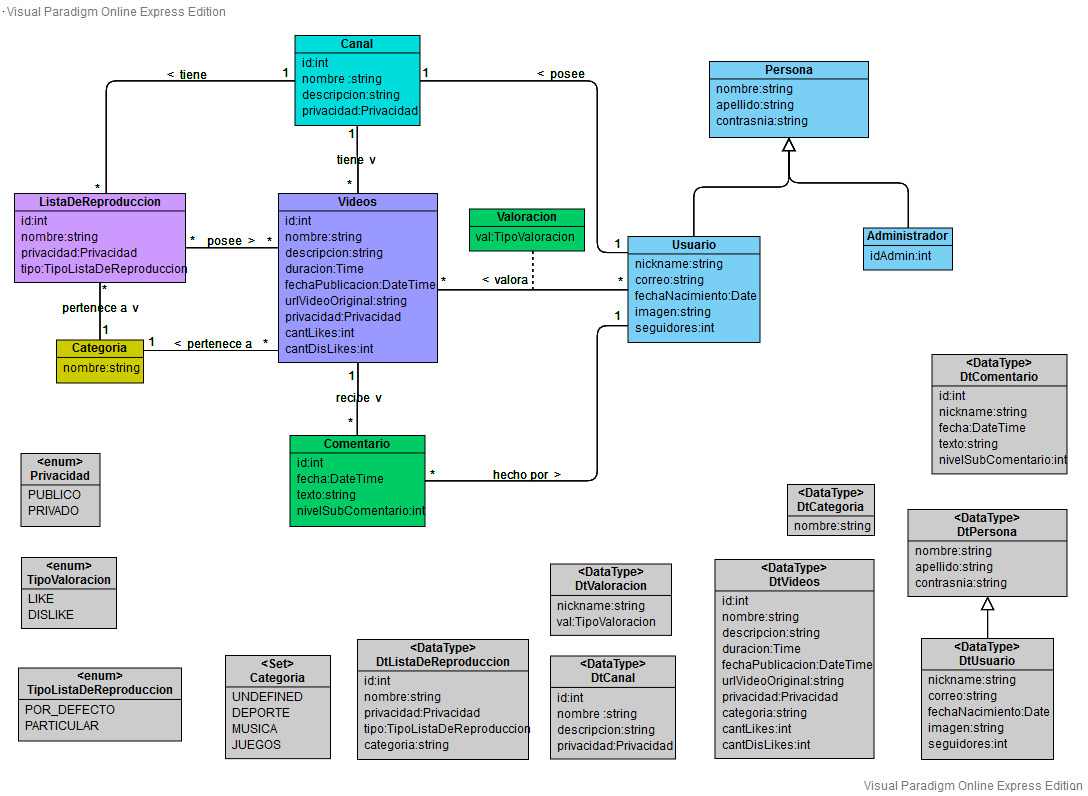 Visual Paradigm Online Express Edition
Canal
id:int
nombre :string
descripcion:string
privacidad:Privacidad
< tiene
1
1
< posee
Persona
nombre:string
apellido:string
contrasnia:string
1
tiene v
*
*
ListaDeReproduccion
id:int
nombre:string
privacidad:Privacidad
tipo:TipoListaDeReproduccion
* posee > *
Videos
id:int
nombre:string
descripcion:string
duracion:Time
fechaPublicacion:DateTime
urlVideoOriginal:string
privacidad:Privacidad
cantLikes:int
cantDisLikes:int
Valoracion
val:TipoValoracion
* < valora *
1
Usuario
nickname:string
correo:string
fechaNacimiento:Date
imagen:string
seguidores:int
1
Administrador
idAdmin:int
*
pertenece a v
1
Categoria
nombre:string
1 < pertenece a *
1
recibe v
*
Comentario
id:int
fecha:DateTime
texto:string
nivelSubComentario:int
* hecho por >
<DataType>
DtComentario
id:int
nickname:string
fecha:DateTime
texto:string
nivelSubComentario:int
<enum>
Privacidad
PUBLICO
PRIVADO
<DataType>
DtCategoria
nombre:string
<DataType>
DtPersona
nombre:string
apellido:string
contrasnia:string
<enum>
TipoValoracion
LIKE
DISLIKE
<DataType>
DtValoracion
nickname:string
val:TipoValoracion
<DataType>
DtVideos
id:int
nombre:string
descripcion:string
duracion:Time
fechaPublicacion:DateTime
urlVideoOriginal:string
privacidad:Privacidad
categoria:string
cantLikes:int
cantDisLikes:int
<enum>
TipoListaDeReproduccion
POR_DEFECTO
PARTICULAR
<Set>
Categoria
UNDEFINED
DEPORTE
MUSICA
JUEGOS
<DataType>
DtListaDeReproduccion
id:int
nombre:string
privacidad:Privacidad
tipo:TipoListaDeReproduccion
categoria:string
<DataType>
DtCanal
id:int
nombre :string
descripcion:string
privacidad:Privacidad
<DataType>
DtUsuario
nickname:string
correo:string
fechaNacimiento:Date
imagen:string
seguidores:int
Visual Paradigm Online Express Edition